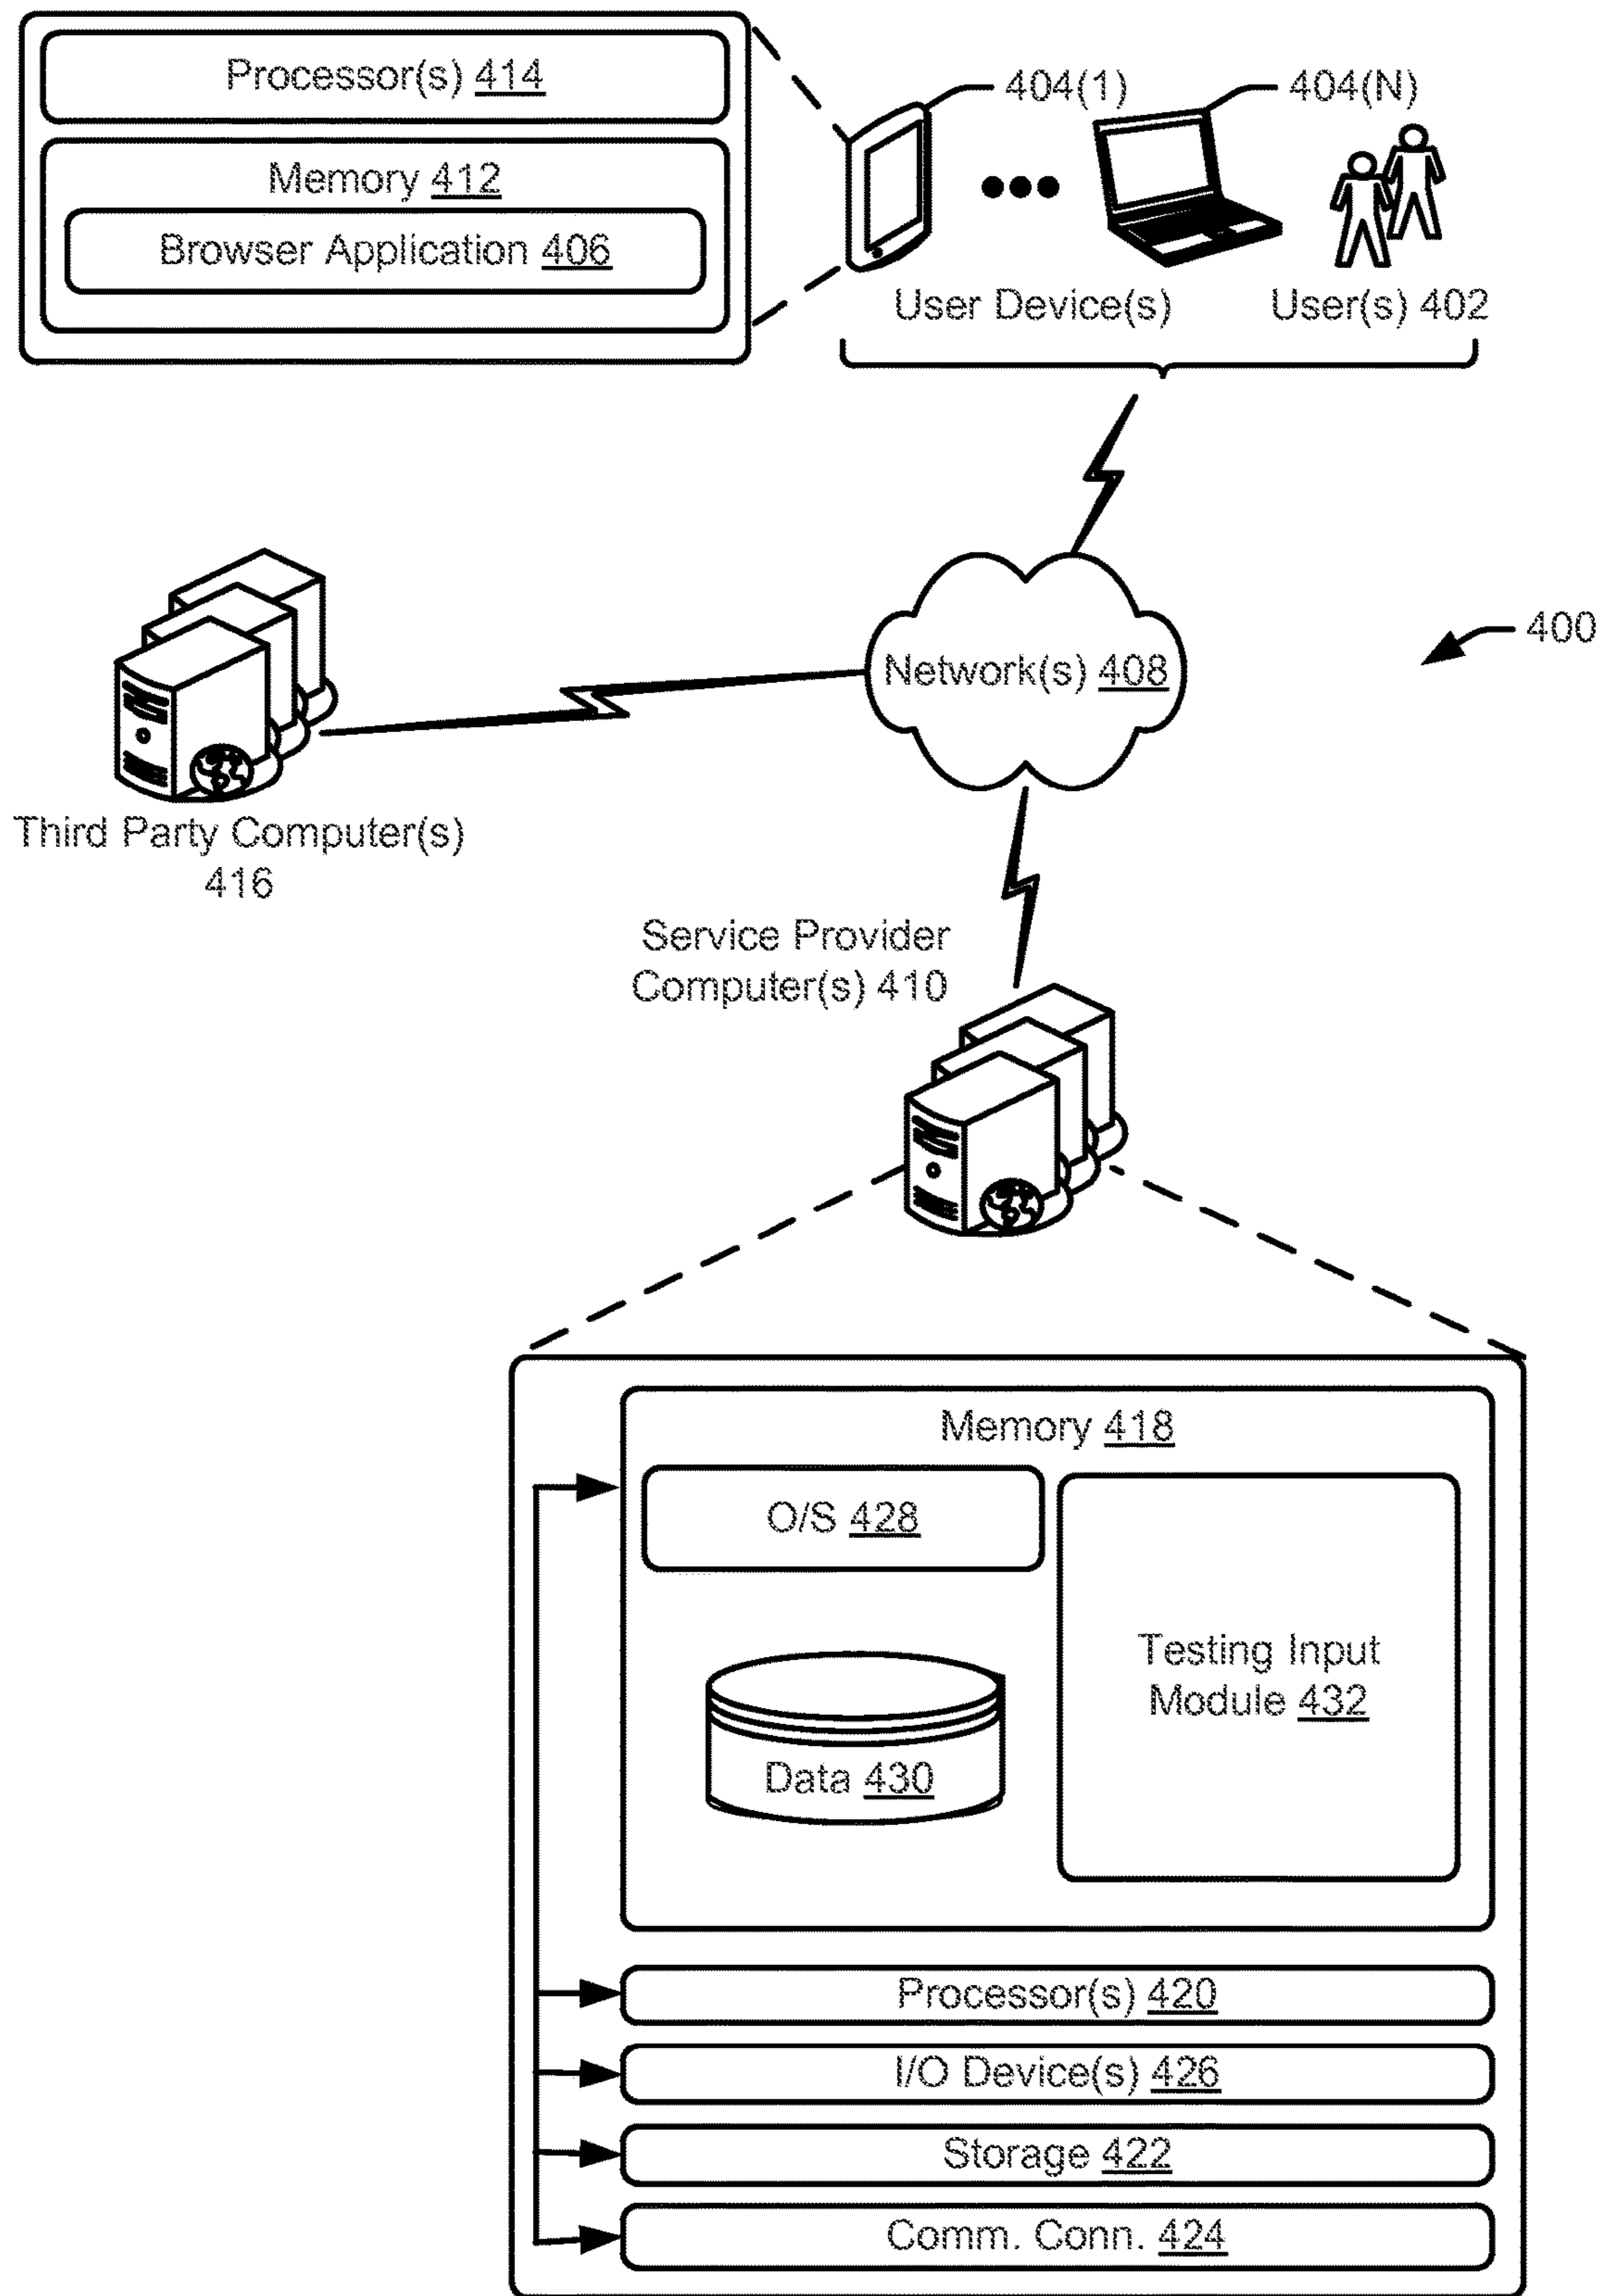 Processor(s) 414
Memory 412
Browser Application 406
404(1)
404(N)
User Device(s)
User(s) 402
Network(s) 408
400
Third Party Computer(s)
416
Service Provider
Computer(s) 410
Memory 418
O/S 428
Testing Input
Module 432
Data 430
Processor(s) 420
I/O Device(s) 426
Storage 422
Comm. Conn. 424